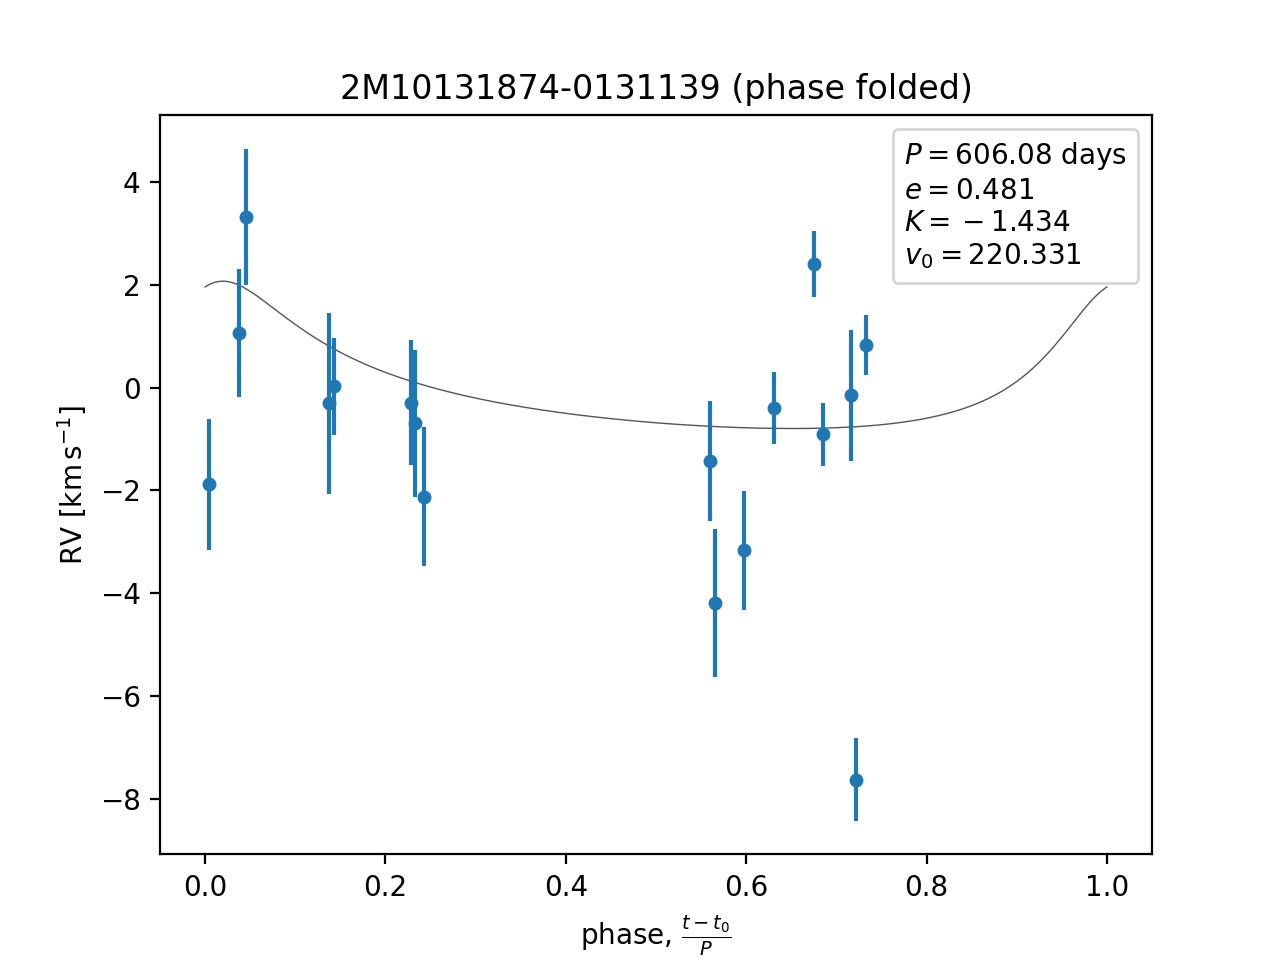 2M10131874-0131139 (phase folded)
P = 606.08 days
e = 0.481
K = −1.434
v₀ = 220.331
RV [km s⁻¹]
4
2
0
−2
−4
−6
−8
0.0 0.2 0.4 0.6 0.8 1.0
phase, (t − t₀)/P